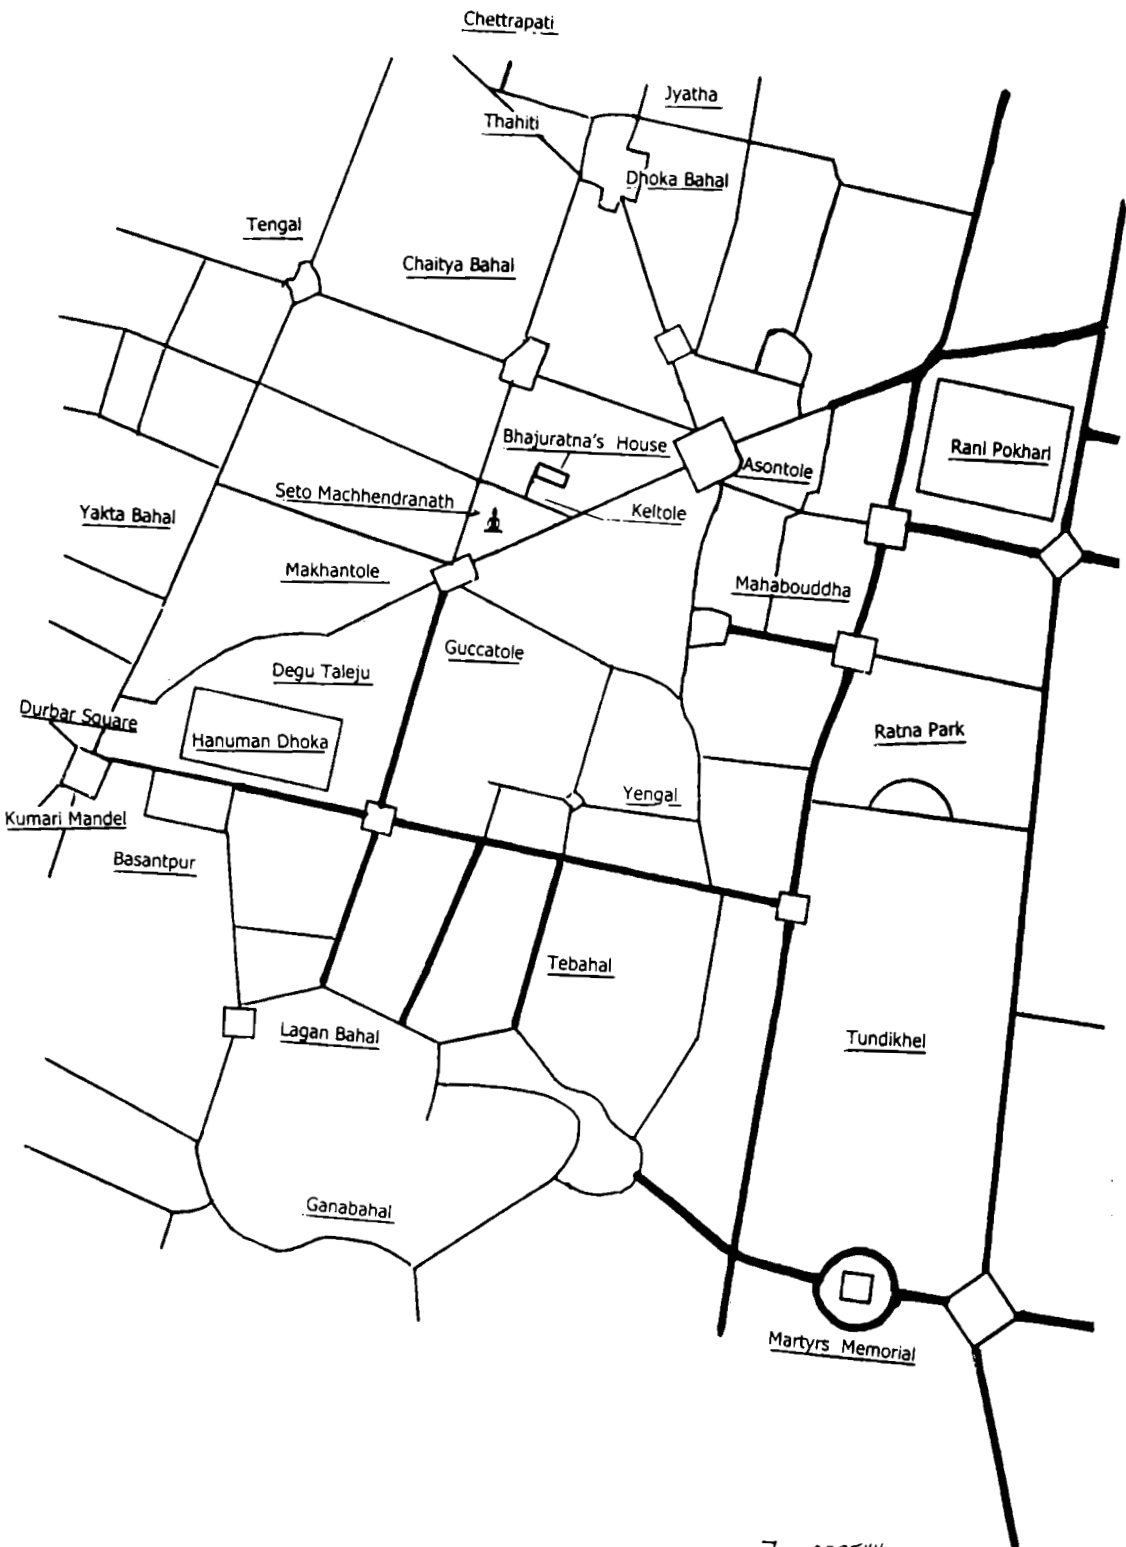 Chettrapati
Jyatha
Thahiti
Dhoka Bahal
Tengal
Chaitya Bahal
Bhajuratna's House
Rani Pokhari
Asontole
Seto Machhendranath
Keltole
Yakta Bahal
Makhantole
Mahabouddha
Guccatole
Degu Taleju
Durbar Square
Hanuman Dhoka
Ratna Park
Yengal
Kumari Mandel
Basantpur
Tebahal
Lagan Bahal
Tundikhel
Ganabahal
Martyrs Memorial